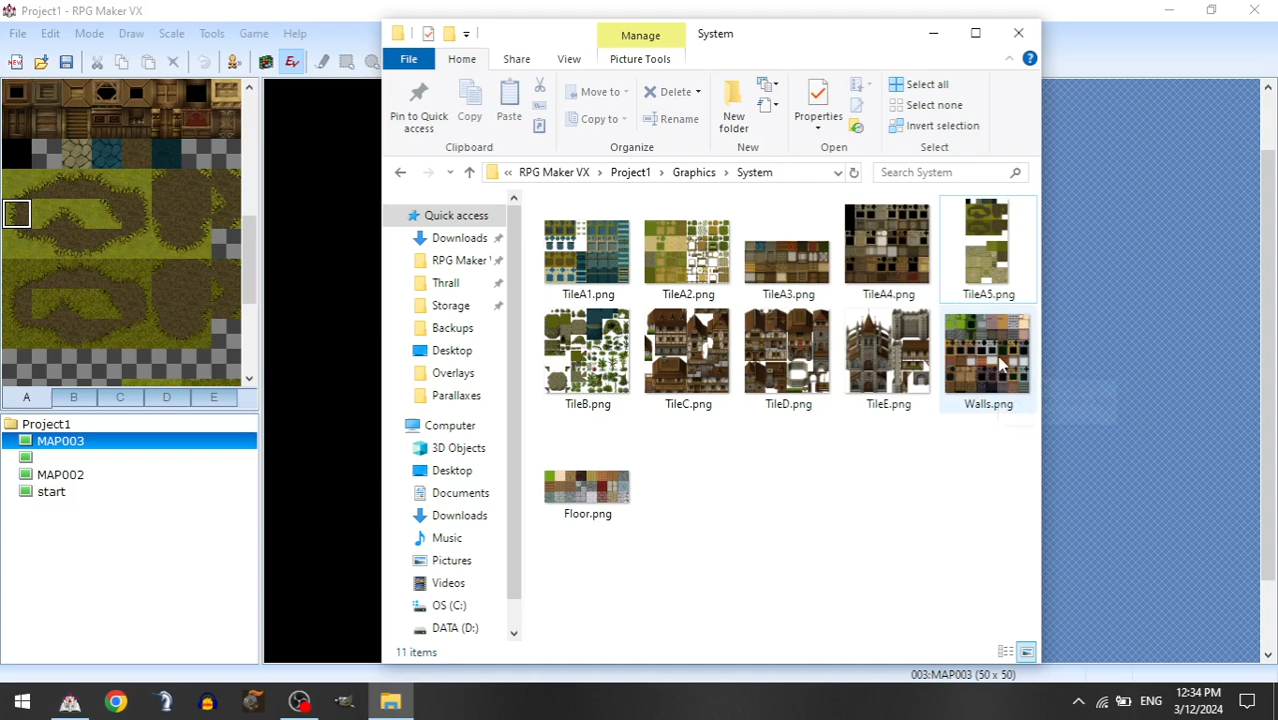 Project1 - RPG Maker VX
File Edit Mode Draw Scale Tools Game Help
NEW
Ev
A B C D E
Project1
MAP003
MAP002
start
Manage System
File Home Share View Picture Tools
Pin to Quick access
Copy
Paste
Clipboard
Move to
Copy to
Delete
Rename
Organize
New folder
New
Properties
Open
Select all
Select none
Invert selection
Select
« RPG Maker VX > Project1 > Graphics > System
Search System
Quick access
Downloads
RPG Maker
Thrall
Storage
Backups
Desktop
Overlays
Parallaxes
Computer
3D Objects
Desktop
Documents
Downloads
Music
Pictures
Videos
OS (C:)
DATA (D:)
TileA1.png TileA2.png TileA3.png TileA4.png TileA5.png
TileB.png TileC.png TileD.png TileE.png Walls.png
Floor.png
11 items
003:MAP003 (50 x 50)
ENG
12:34 PM
3/12/2024